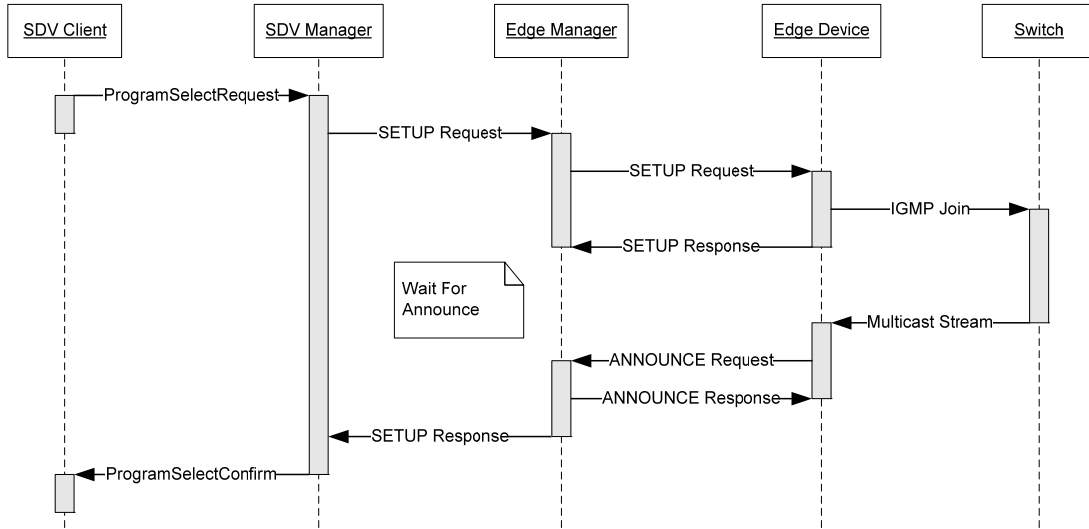 SDV Client
SDV Manager
Edge Manager
Edge Device
Switch
ProgramSelectRequest
SETUP Request
SETUP Request
IGMP Join
SETUP Response
Wait For
Announce
Multicast Stream
ANNOUNCE Request
ANNOUNCE Response
SETUP Response
ProgramSelectConfirm